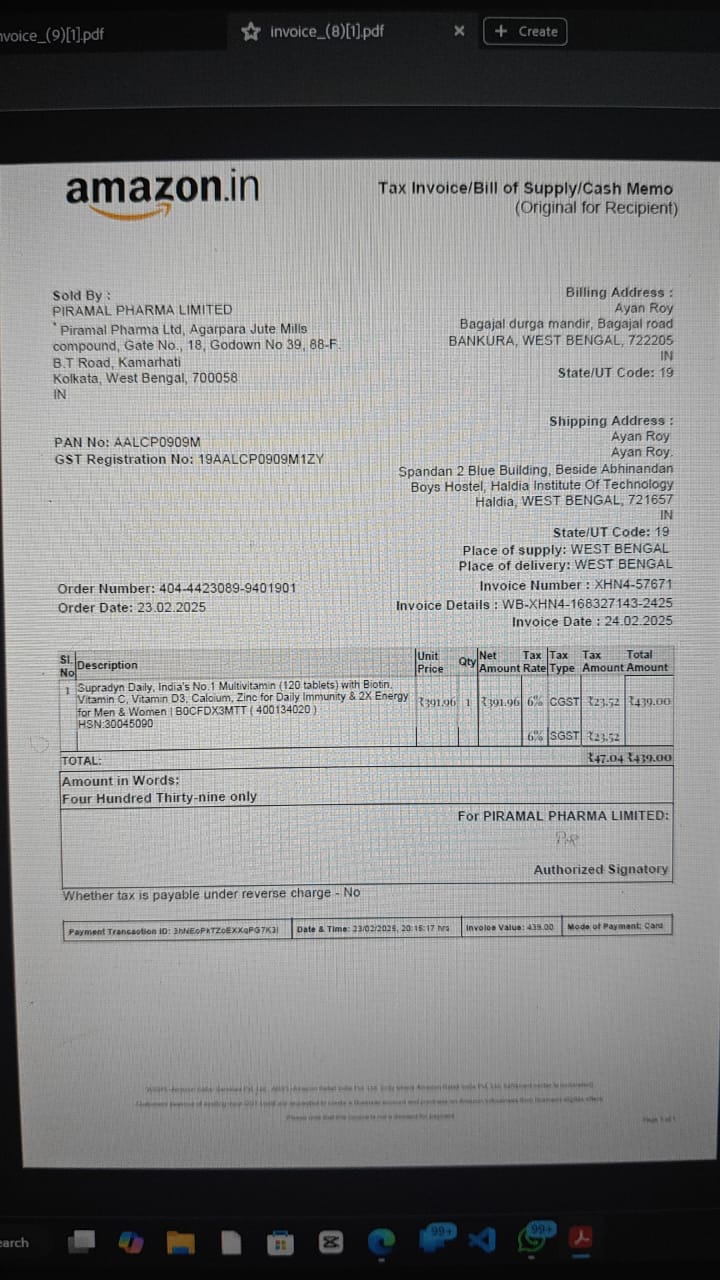 nvoice_(9)[1].pdf
invoice_(8)[1].pdf
× + Create
amazon.in
Tax Invoice/Bill of Supply/Cash Memo
(Original for Recipient)
Sold By :
PIRAMAL PHARMA LIMITED
* Piramal Pharma Ltd, Agarpara Jute Mills
compound, Gate No., 18, Godown No 39, 88-F.
B.T Road, Kamarhati
Kolkata, West Bengal, 700058
IN
Billing Address :
Ayan Roy
Bagajal durga mandir, Bagajal road
BANKURA, WEST BENGAL, 722205
IN
State/UT Code: 19
PAN No: AALCP0909M
GST Registration No: 19AALCP0909M1ZY
Shipping Address :
Ayan Roy
Ayan Roy.
Spandan 2 Blue Building, Beside Abhinandan
Boys Hostel, Haldia Institute Of Technology
Haldia, WEST BENGAL, 721657
IN
State/UT Code: 19
Place of supply: WEST BENGAL
Place of delivery: WEST BENGAL
Order Number: 404-4423089-9401901
Order Date: 23.02.2025
Invoice Number : XHN4-57671
Invoice Details : WB-XHN4-168327143-2425
Invoice Date : 24.02.2025
Sl. No Description Unit Price Qty Net Amount Tax Rate Tax Type Tax Amount Total Amount
1 Supradyn Daily, India's No.1 Multivitamin (120 tablets) with Biotin,
Vitamin C, Vitamin D3, Calcium, Zinc for Daily Immunity & 2X Energy
for Men & Women | B0CFDX3MTT ( 400134020 )
HSN:30045090
₹391.96 1 ₹391.96 6% CGST ₹23.52 ₹439.00
6% SGST ₹23.52
TOTAL: ₹47.04 ₹439.00
Amount in Words:
Four Hundred Thirty-nine only
For PIRAMAL PHARMA LIMITED:
Authorized Signatory
Whether tax is payable under reverse charge - No
Payment Transaction ID: Date & Time: 23/02/2025, 20:15:17 hrs Invoice Value: 439.00 Mode of Payment: Card
Page 1 of 1
earch
99+
99+